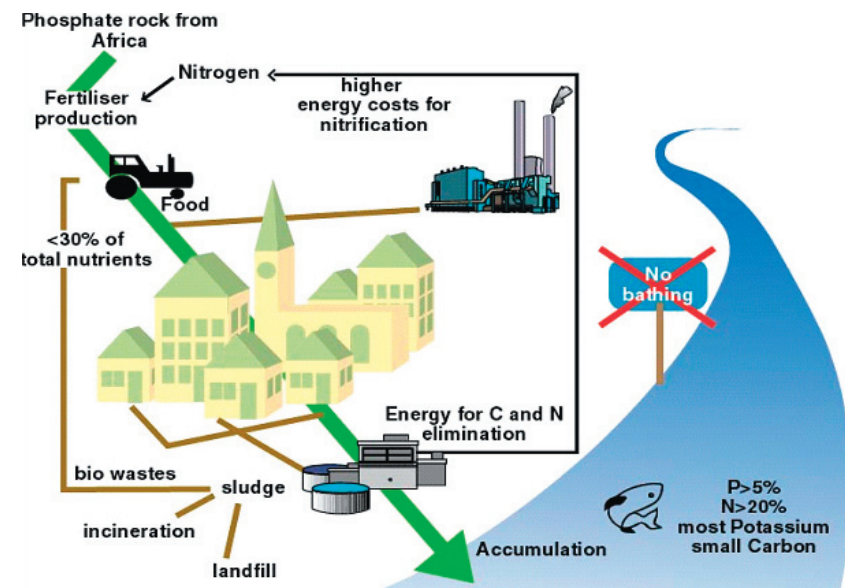 Phosphate rock from
Africa
Nitrogen
higher
energy costs for
nitrification
Fertiliser
production
Food
<30% of
total nutrients
No
bathing
Energy for C and N
elimination
bio wastes
sludge
incineration
landfill
Accumulation
P>5%
N>20%
most Potassium
small Carbon